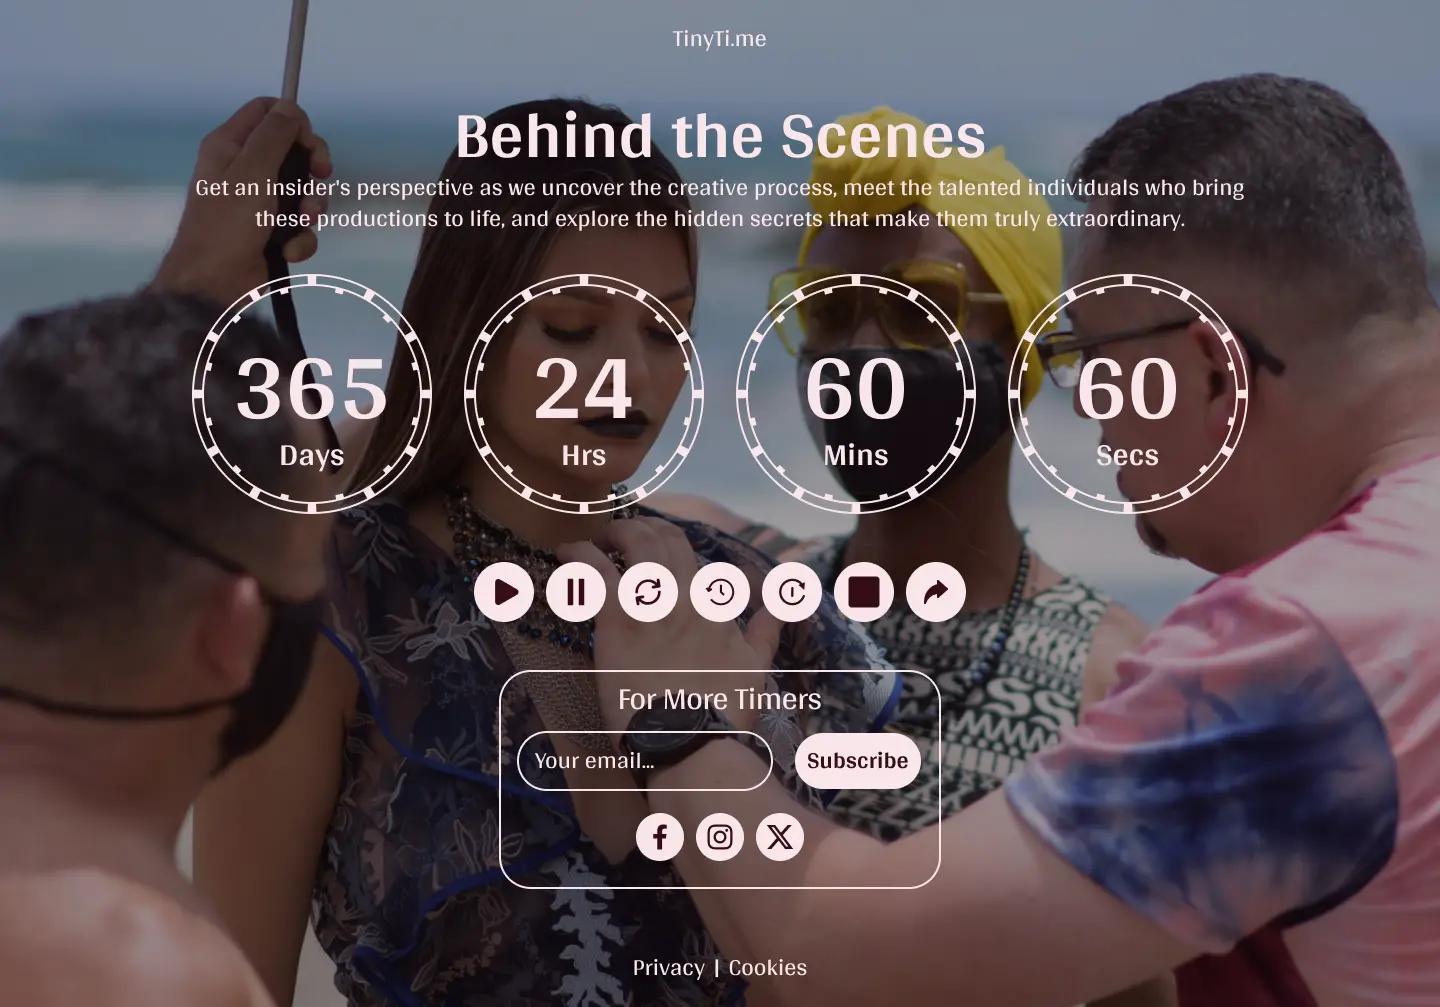 TinyTi.me
Behind the Scenes
Get an insider's perspective as we uncover the creative process, meet the talented individuals who bring
these productions to life, and explore the hidden secrets that make them truly extraordinary.
365 24 60 60
Days Hrs Mins Secs
For More Timers
Your email... Subscribe
Privacy | Cookies